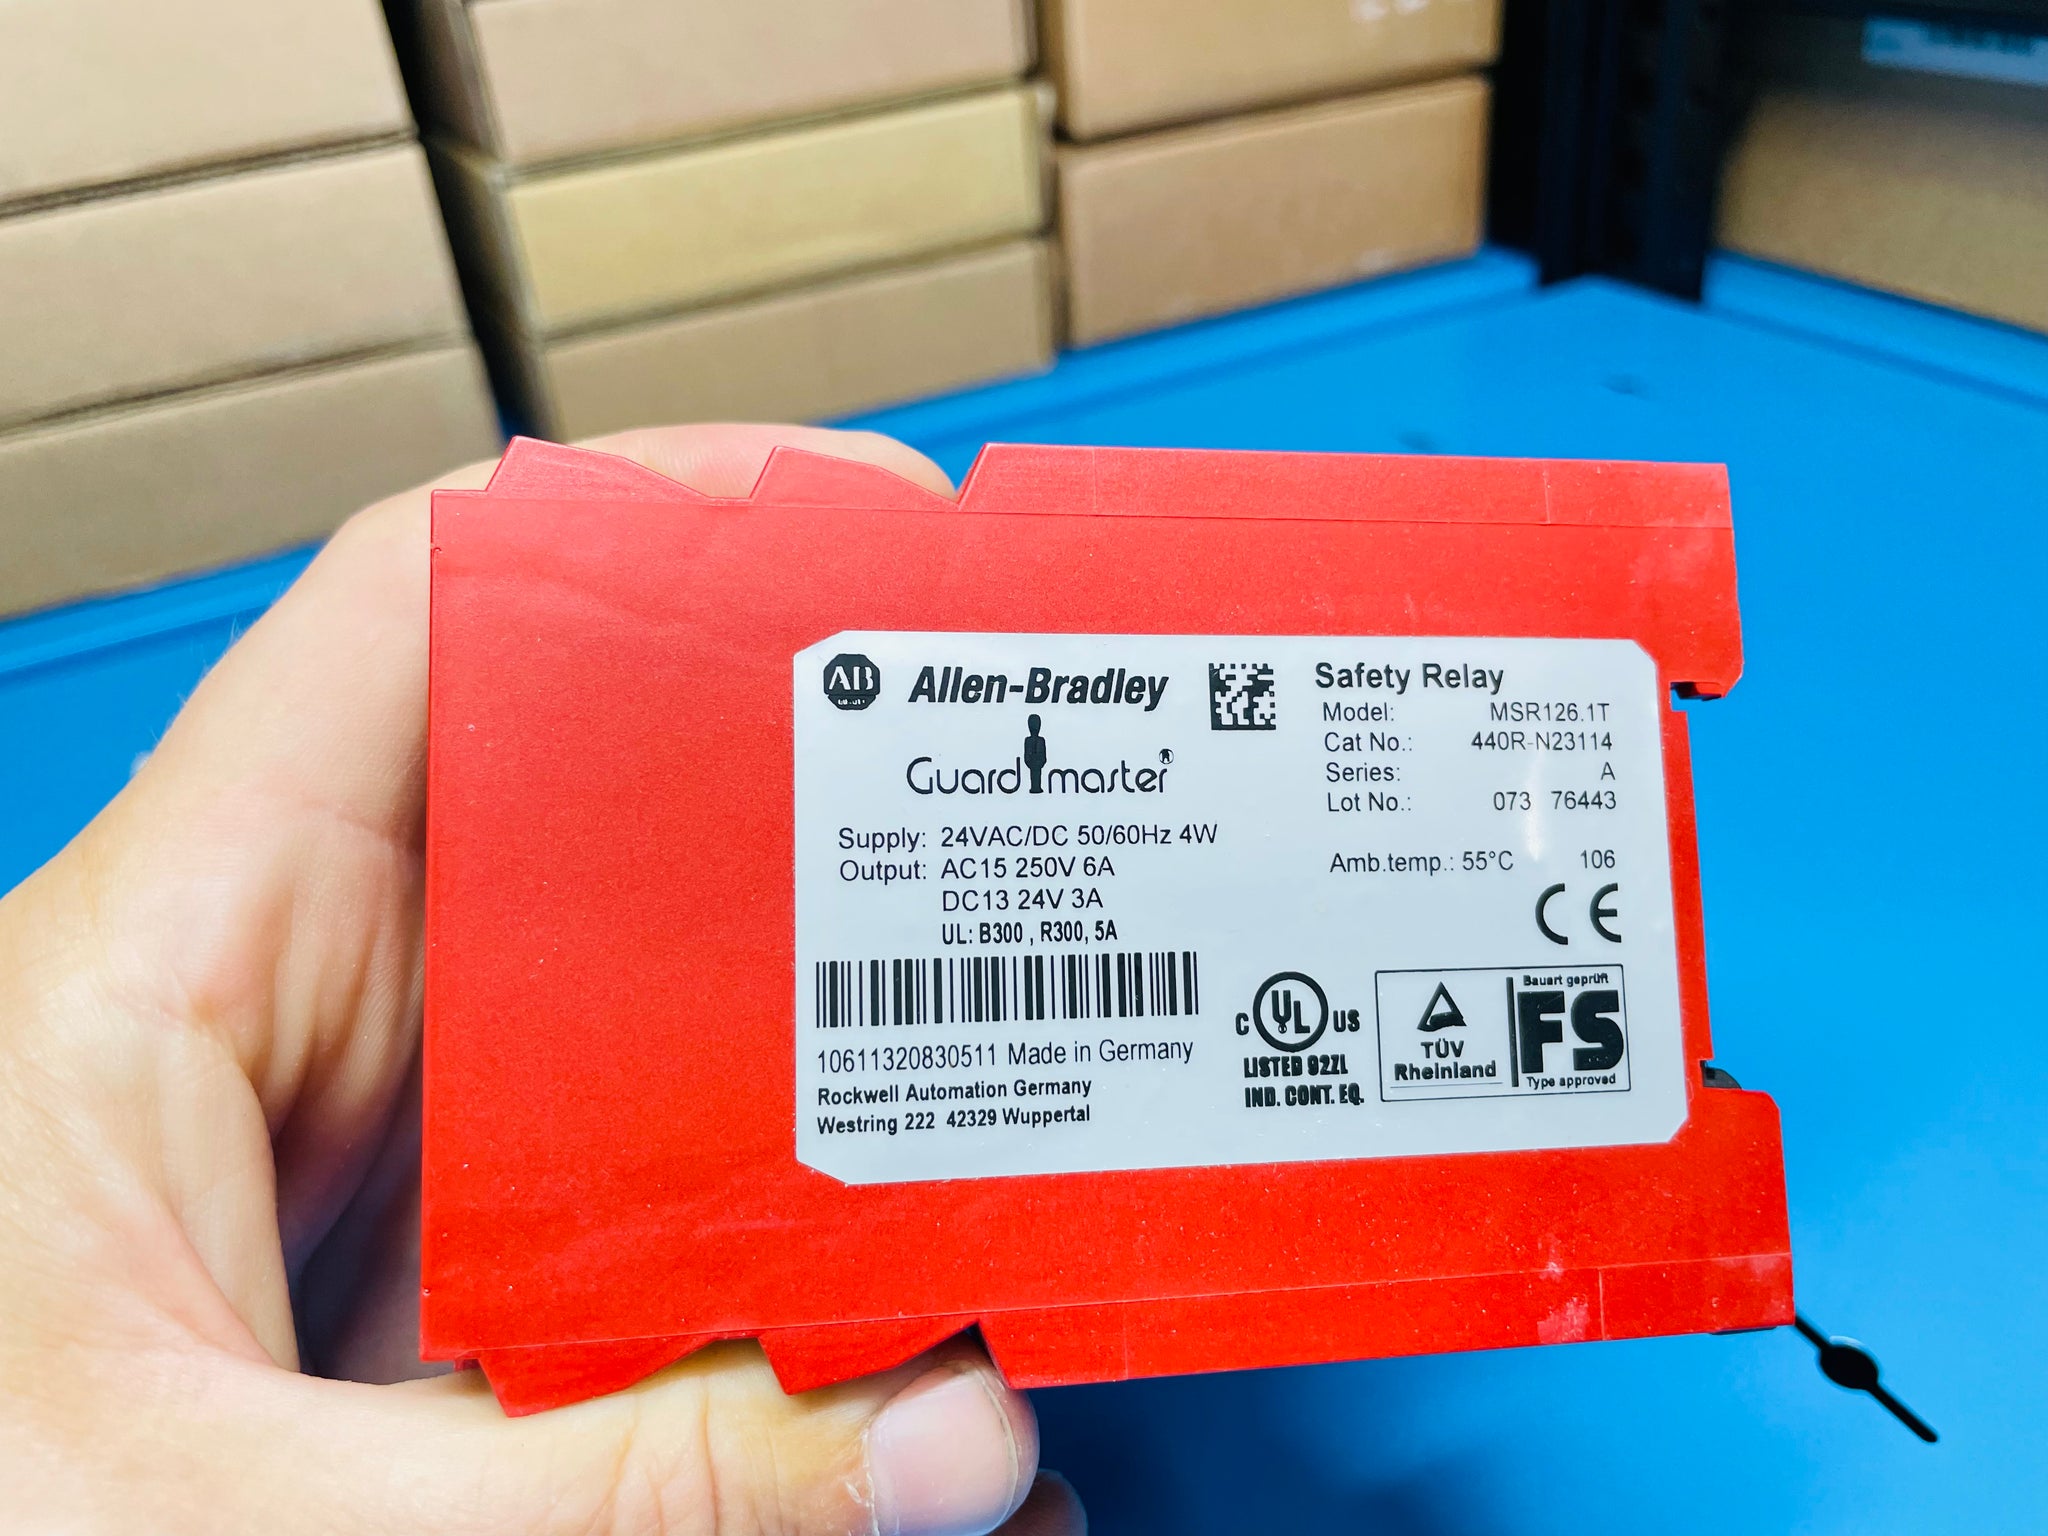 AB
Allen-Bradley
Guardmaster®
Supply: 24VAC/DC 50/60Hz 4W
Output: AC15 250V 6A
DC13 24V 3A
UL: B300 , R300, 5A
10611320830511 Made in Germany
Rockwell Automation Germany
Westring 222 42329 Wuppertal
Safety Relay
Model: MSR126.1T
Cat No.: 440R-N23114
Series: A
Lot No.: 073 76443
Amb.temp.: 55°C 106
CE
C UL US
LISTED 92ZL
IND. CONT. EQ.
TÜV
Rheinland
Bauart geprüft
FS
Type approved